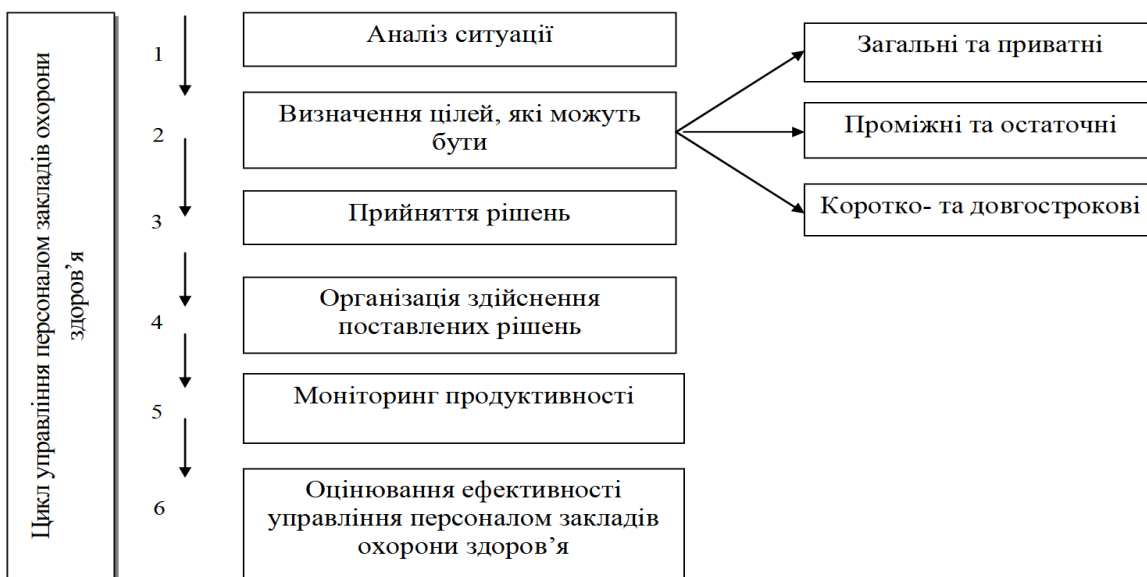 Цикл управління персоналом закладів охорони
здоров’я
1
Аналіз ситуації
2
Визначення цілей, які можуть
бути
Загальні та приватні
Проміжні та остаточні
Коротко- та довгострокові
3
Прийняття рішень
4
Організація здійснення
поставлених рішень
5
Моніторинг продуктивності
6
Оцінювання ефективності
управління персоналом закладів
охорони здоров’я